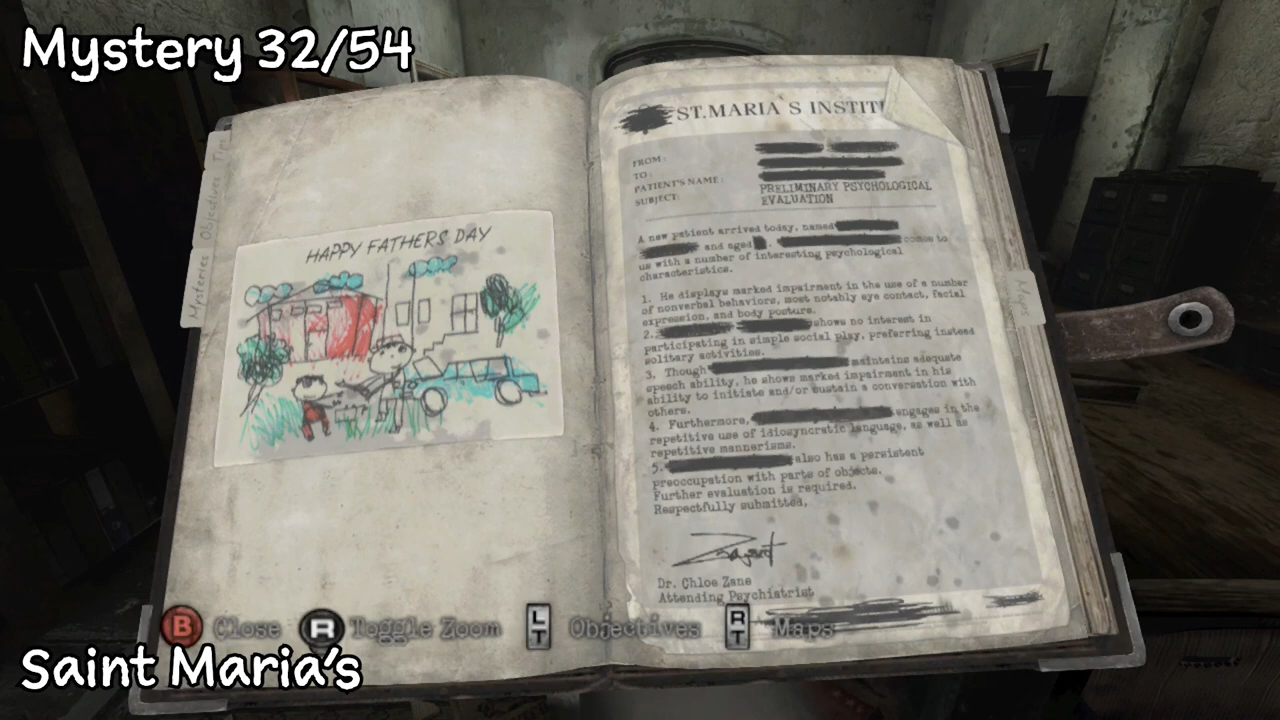 Mystery 32/54
Tips
Objectives
Mysteries
HAPPY FATHERS DAY
ST.MARIA S INSTIT
FROM:
TO:
PATIENT'S NAME:
SUBJECT:
PRELIMINARY PSYCHOLOGICAL
EVALUATION
A new patient arrived today, named
and aged . comes to
us with a number of interesting psychological
characteristics.
1. He displays marked impairment in the use of a number
of nonverbal behaviors, most notably eye contact, facial
expression, and body posture.
2. shows no interest in
participating in simple social play, preferring instead
solitary activities.
3. Though maintains adequate
speech ability, he shows marked impairment in his
ability to initiate and/or sustain a conversation with
others.
4. Furthermore, engages in the
repetitive use of idiosyncratic language, as well as
repetitive mannerisms.
5. also has a persistent
preoccupation with parts of objects.
Further evaluation is required.
Respectfully submitted,
Dr. Chloe Zane
Attending Psychiatrist
Maps
B Close R Toggle Zoom LT Objectives RT Maps
Saint Maria's